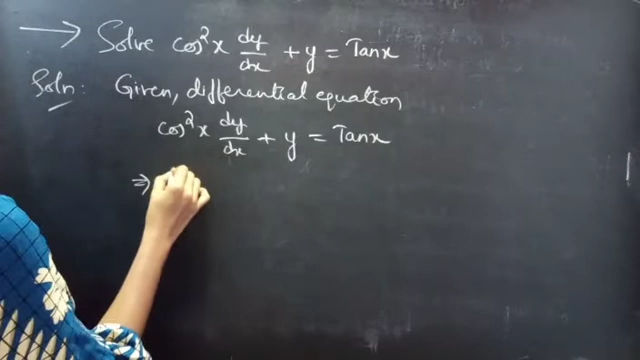 → Solve cos²x dy/dx + y = Tanx
Soln: Given, differential equation
cos²x dy/dx + y = Tanx
⇒